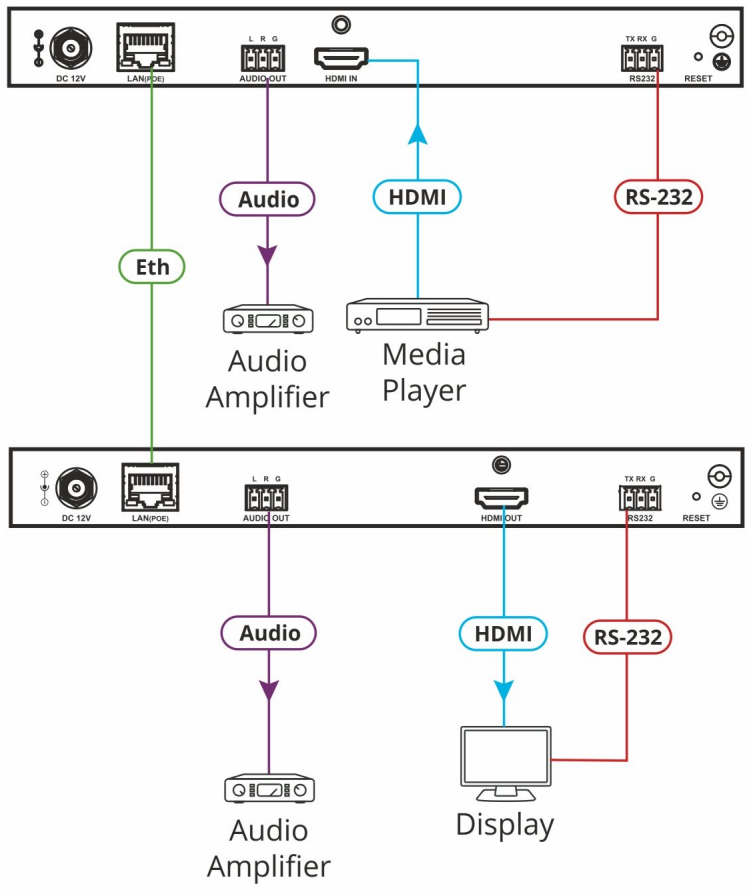 L R G
TX RX G
DC 12V
LAN(POE)
AUDIO OUT
HDMI IN
RS232
RESET
Audio
HDMI
RS-232
Eth
Audio
Amplifier
Media
Player
L R G
TX RX G
DC 12V
LAN(POE)
AUDIO OUT
HDMI OUT
RS232
RESET
Audio
HDMI
RS-232
Audio
Amplifier
Display